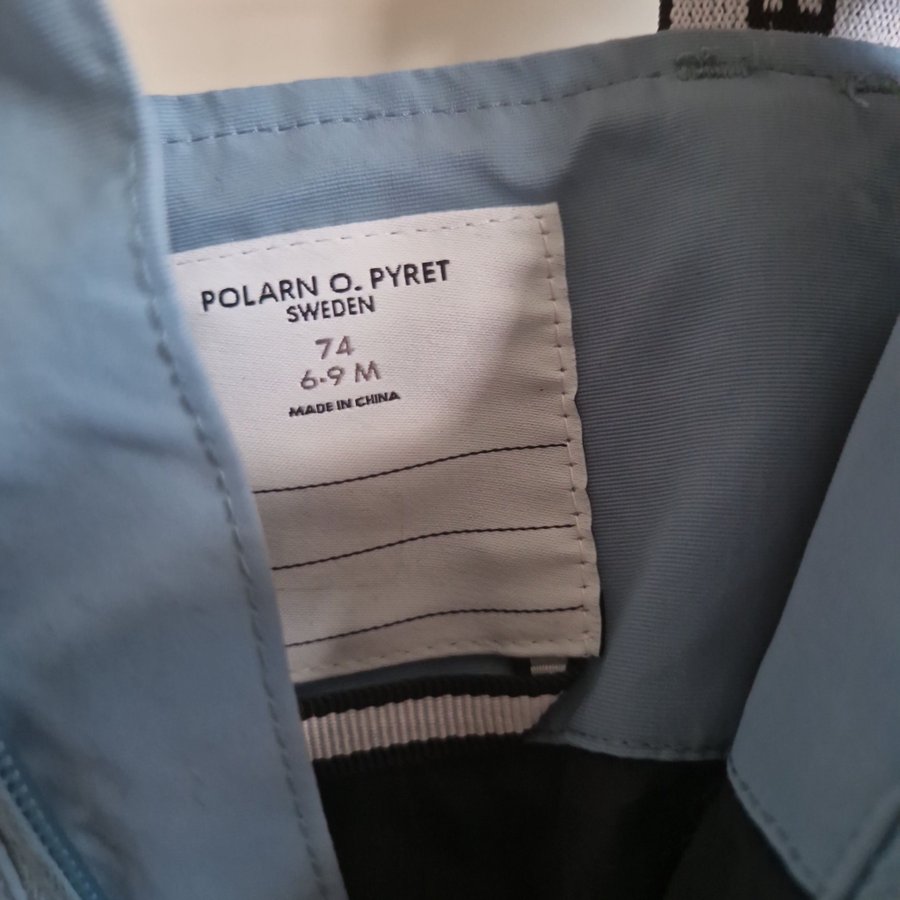 POLARN O. PYRET
SWEDEN
74
6-9 M
MADE IN CHINA